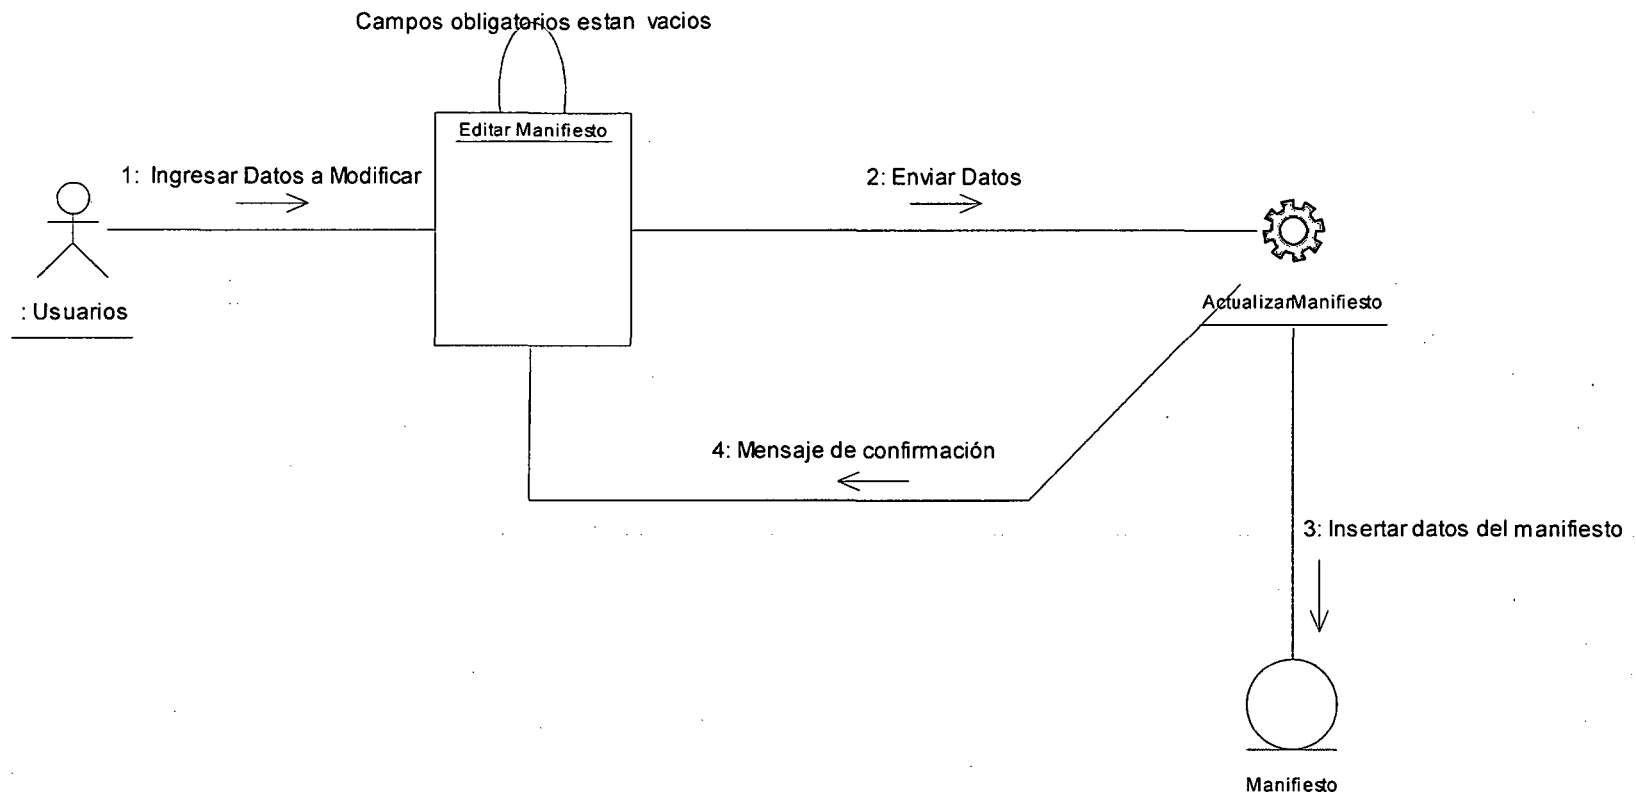 Campos obligatorios estan vacios
Editar Manifiesto
1: Ingresar Datos a Modificar
2: Enviar Datos
: Usuarios
ActualizarManifiesto
4: Mensaje de confirmación
3: Insertar datos del manifiesto
Manifiesto